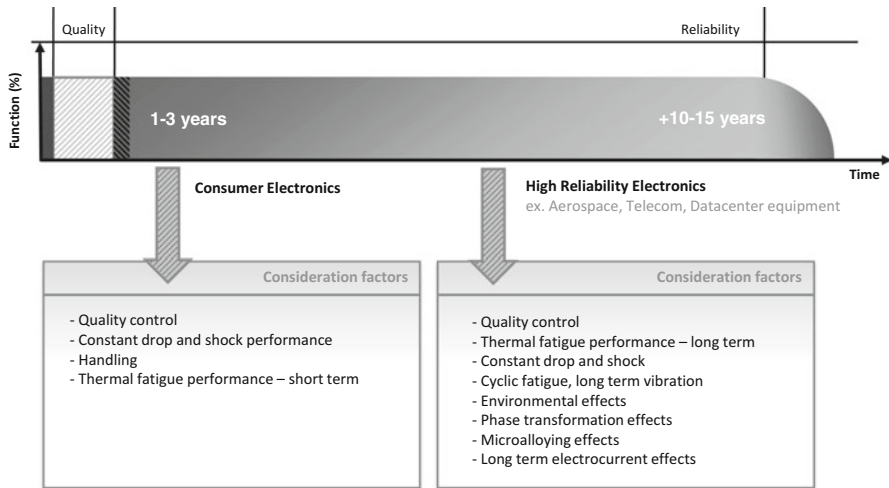 Quality
Reliability
Function (%)
1-3 years
+10-15 years
Time
Consumer Electronics
High Reliability Electronics
ex. Aerospace, Telecom, Datacenter equipment
Consideration factors
- Quality control
- Constant drop and shock performance
- Handling
- Thermal fatigue performance – short term
Consideration factors
- Quality control
- Thermal fatigue performance – long term
- Constant drop and shock
- Cyclic fatigue, long term vibration
- Environmental effects
- Phase transformation effects
- Microalloying effects
- Long term electrocurrent effects